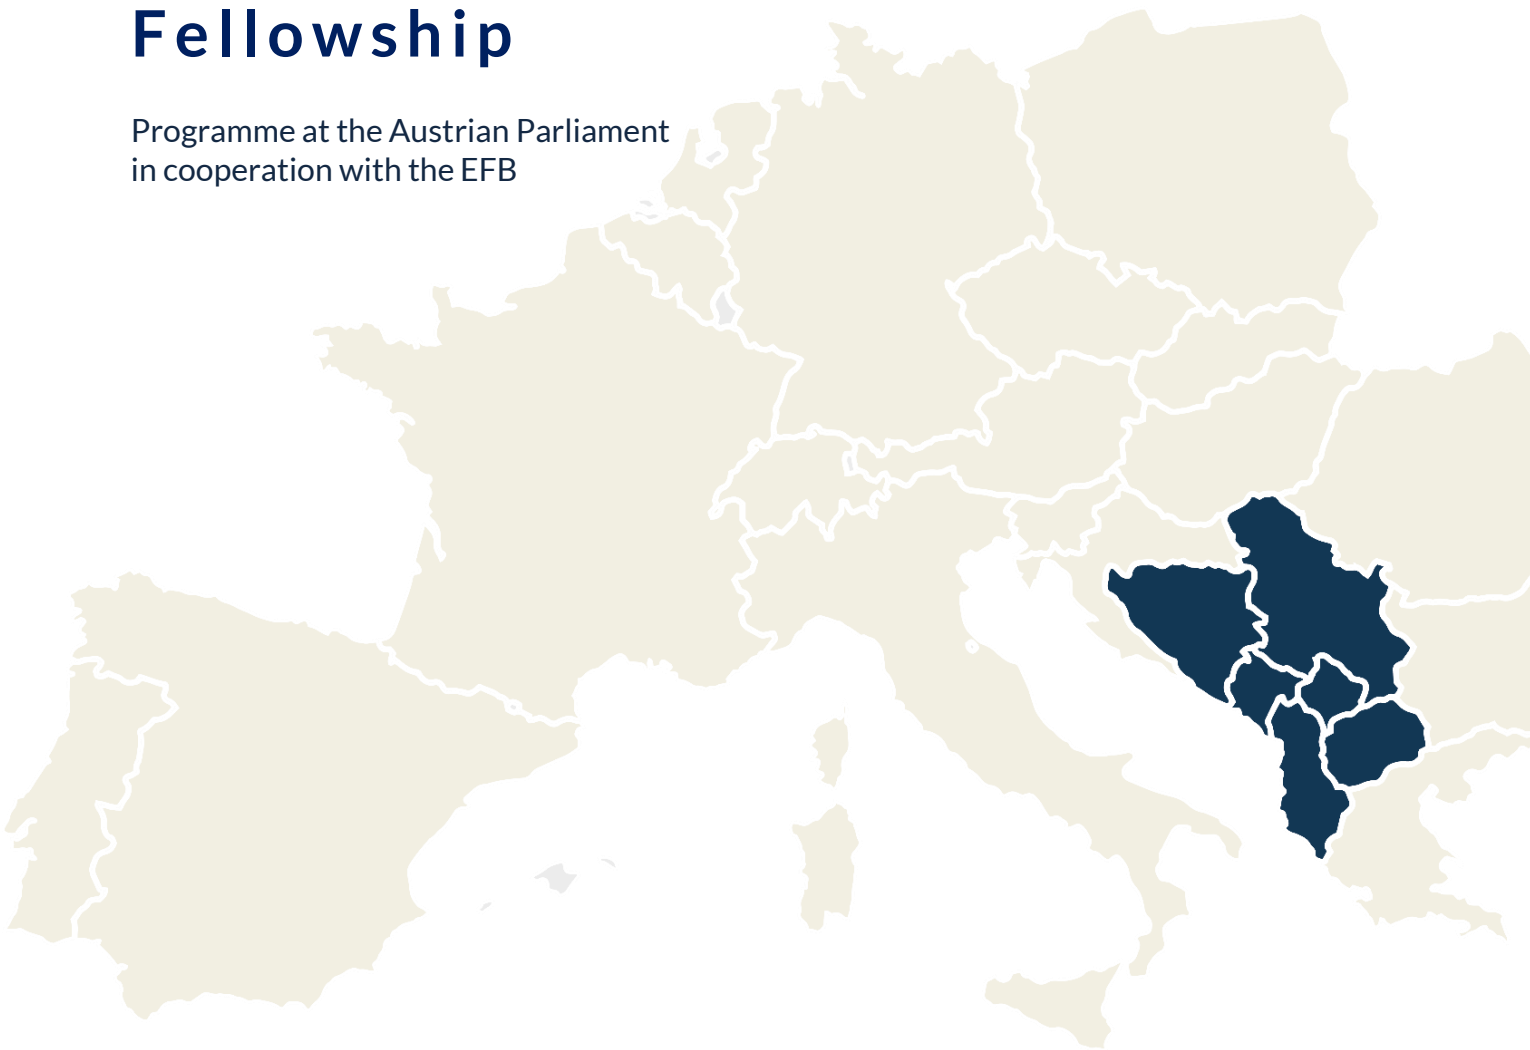 Fellowship
Programme at the Austrian Parliament
in cooperation with the EFB